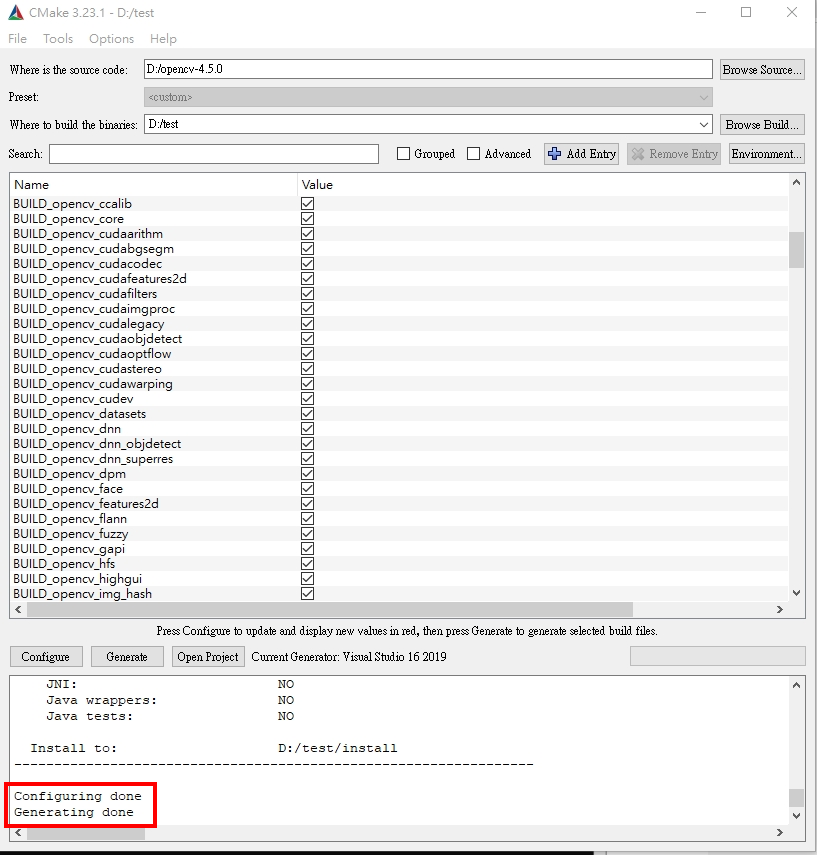 CMake 3.23.1 - D:/test
File Tools Options Help
Where is the source code: D:/opencv-4.5.0 Browse Source...
Preset: <custom>
Where to build the binaries: D:/test Browse Build...
Search: Grouped Advanced Add Entry Remove Entry Environment...
Name Value
BUILD_opencv_ccalib
BUILD_opencv_core
BUILD_opencv_cudaarithm
BUILD_opencv_cudabgsegm
BUILD_opencv_cudacodec
BUILD_opencv_cudafeatures2d
BUILD_opencv_cudafilters
BUILD_opencv_cudaimgproc
BUILD_opencv_cudalegacy
BUILD_opencv_cudaobjdetect
BUILD_opencv_cudaoptflow
BUILD_opencv_cudastereo
BUILD_opencv_cudawarping
BUILD_opencv_cudev
BUILD_opencv_datasets
BUILD_opencv_dnn
BUILD_opencv_dnn_objdetect
BUILD_opencv_dnn_superres
BUILD_opencv_dpm
BUILD_opencv_face
BUILD_opencv_features2d
BUILD_opencv_flann
BUILD_opencv_fuzzy
BUILD_opencv_gapi
BUILD_opencv_hfs
BUILD_opencv_highgui
BUILD_opencv_img_hash
Press Configure to update and display new values in red, then press Generate to generate selected build files.
Configure Generate Open Project Current Generator: Visual Studio 16 2019
JNI: NO
Java wrappers: NO
Java tests: NO
Install to: D:/test/install
-----------------------------------------------------------------
Configuring done
Generating done